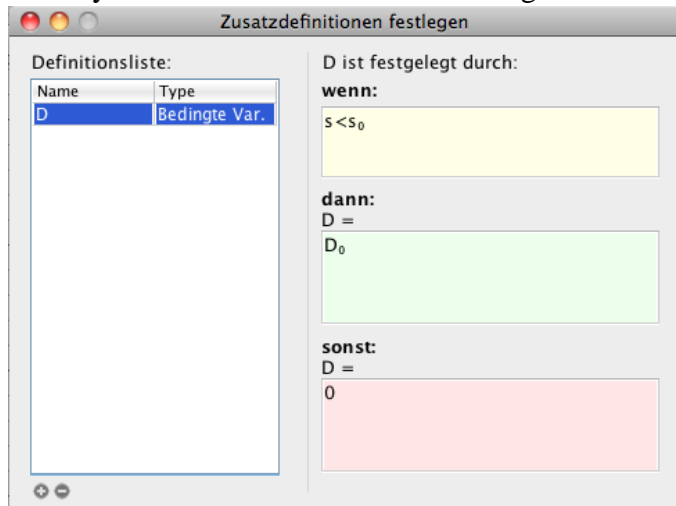 Zusatzdefinitionen festlegen
Definitionsliste:
Name Type
D Bedingte Var.
D ist festgelegt durch:
wenn:
s<s₀
dann:
D =
D₀
sonst:
D =
0